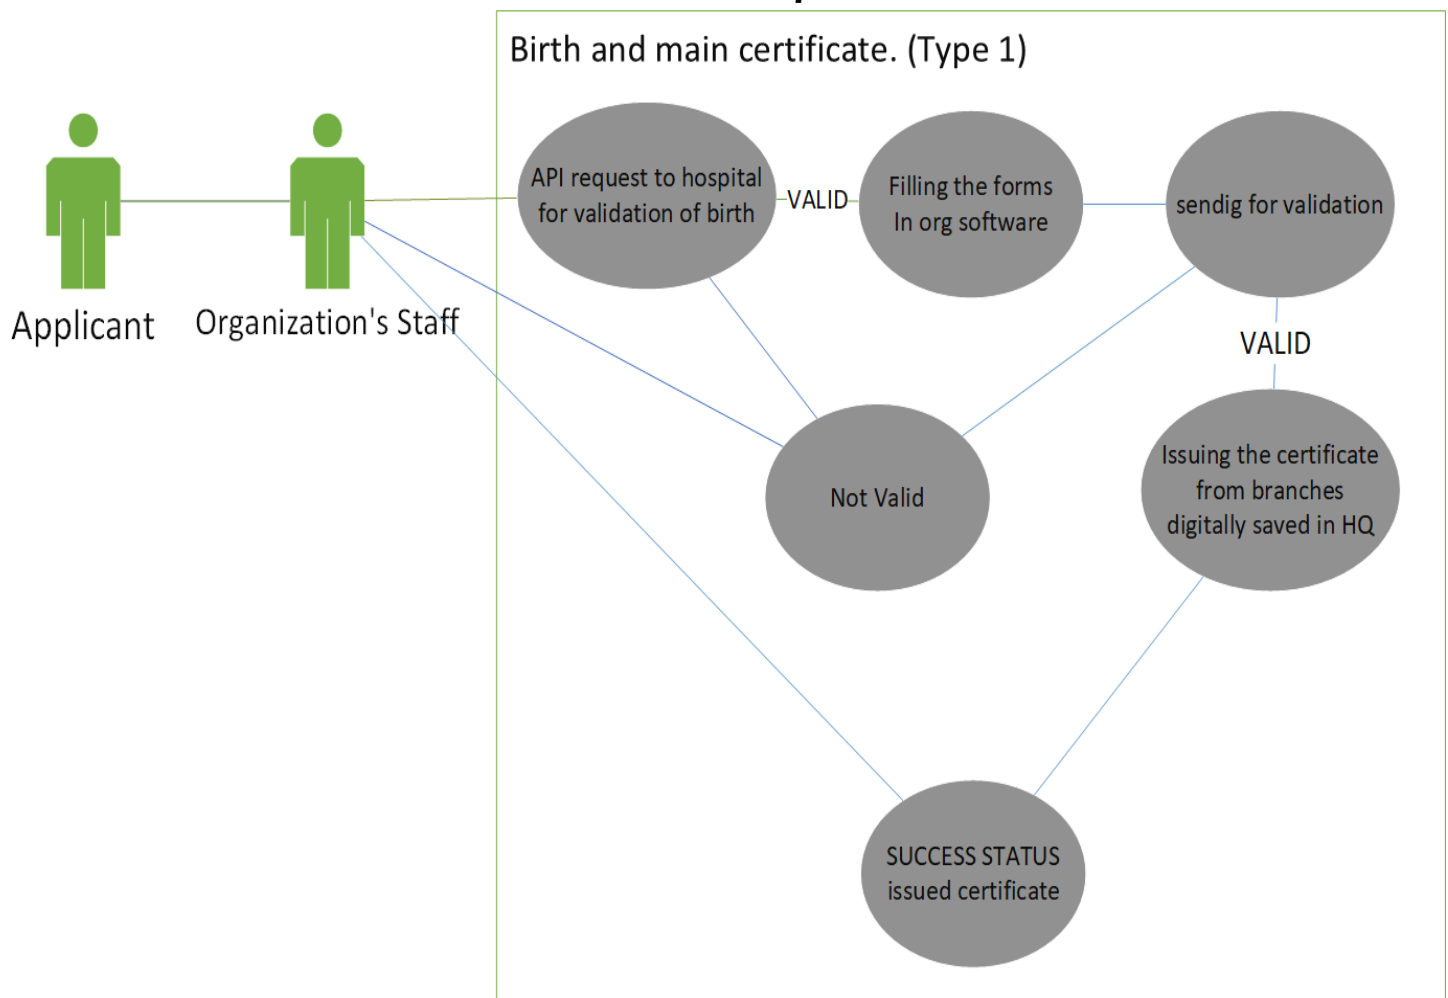 Birth and main certificate. (Type 1)
API request to hospital
for validation of birth
VALID
Filling the forms
In org software
sendig for validation
Applicant
Organization's Staff
VALID
Not Valid
Issuing the certificate
from branches
digitally saved in HQ
SUCCESS STATUS
issued certificate